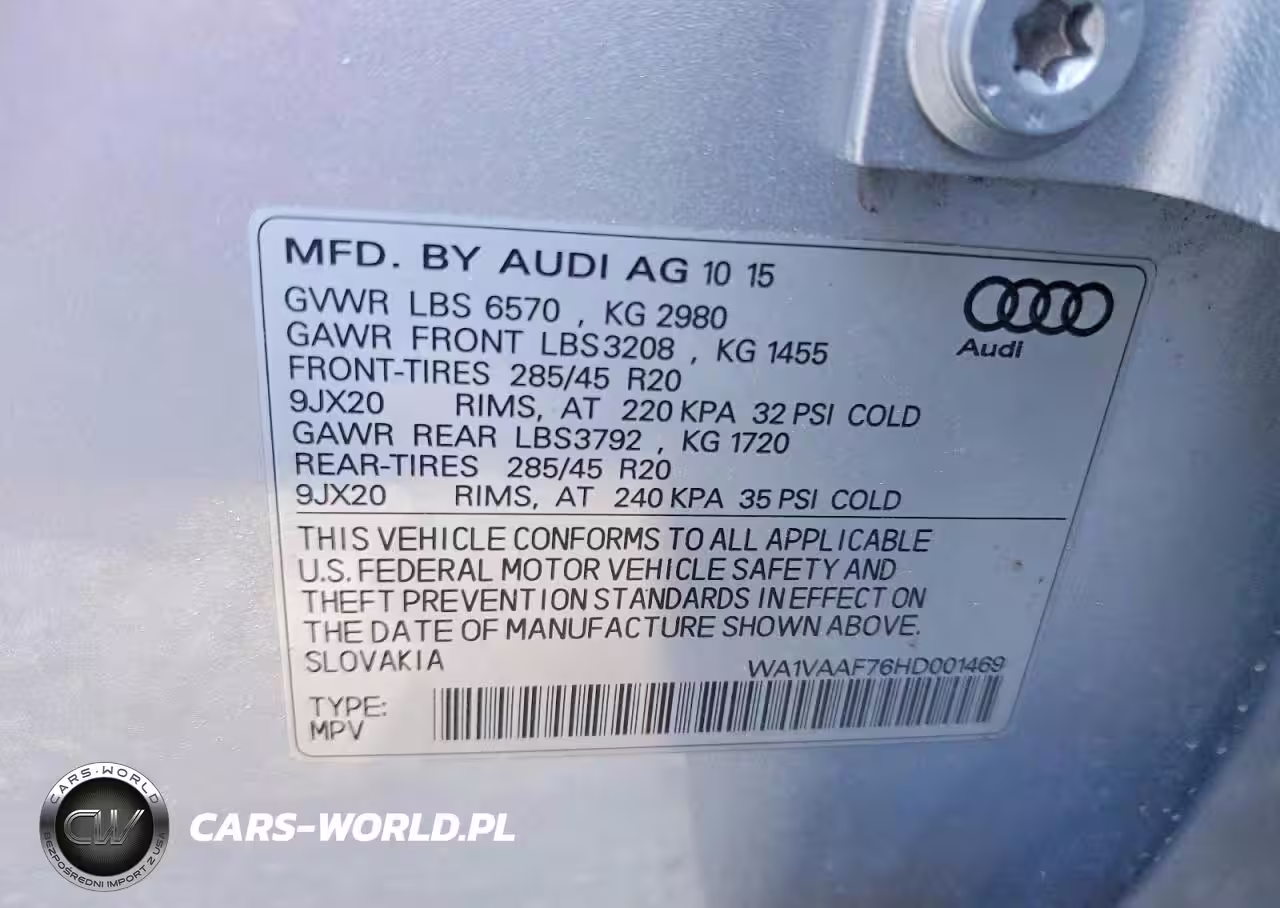 MFD. BY AUDI AG 10 15
GVWR LBS 6570 , KG 2980
GAWR FRONT LBS3208 , KG 1455
FRONT-TIRES 285/45 R20
9JX20 RIMS, AT 220 KPA 32 PSI COLD
GAWR REAR LBS3792 , KG 1720
REAR-TIRES 285/45 R20
9JX20 RIMS, AT 240 KPA 35 PSI COLD
Audi
THIS VEHICLE CONFORMS TO ALL APPLICABLE
U.S. FEDERAL MOTOR VEHICLE SAFETY AND
THEFT PREVENTION STANDARDS IN EFFECT ON
THE DATE OF MANUFACTURE SHOWN ABOVE.
SLOVAKIA WA1VAAF76HD001469
TYPE:
MPV
CARS-WORLD
CW
BEZPOŚREDNI IMPORT Z USA
CARS-WORLD.PL